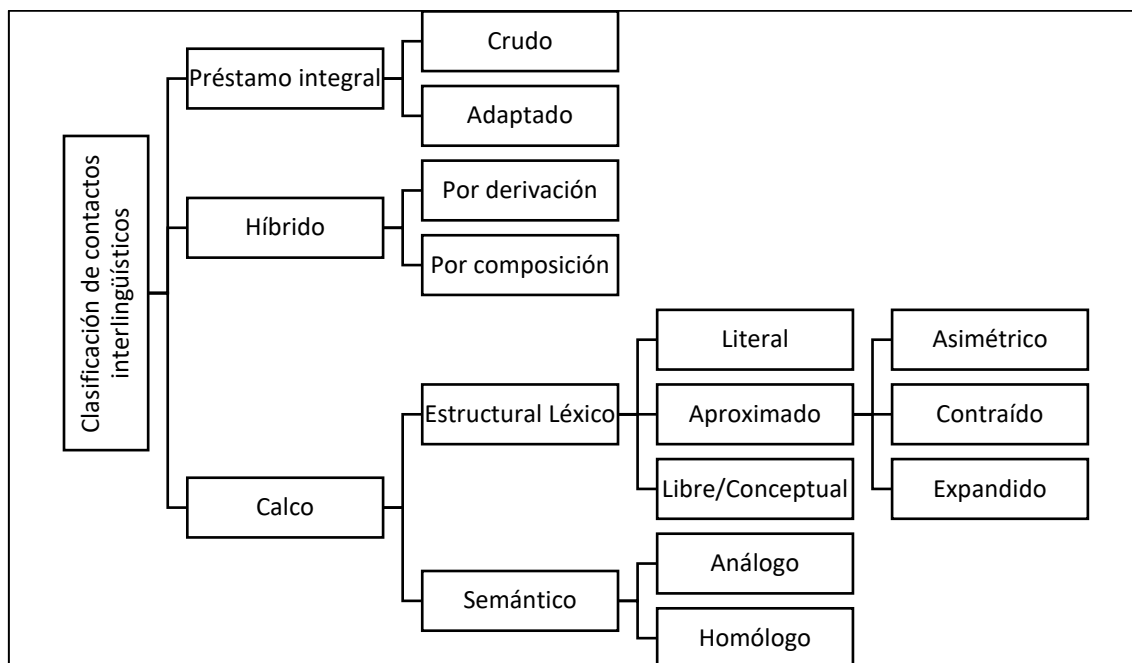 Clasificación de contactos
interlingüísticos
Préstamo integral
Crudo
Adaptado
Híbrido
Por derivación
Por composición
Calco
Estructural Léxico
Literal
Aproximado
Asimétrico
Contraído
Expandido
Libre/Conceptual
Semántico
Análogo
Homólogo